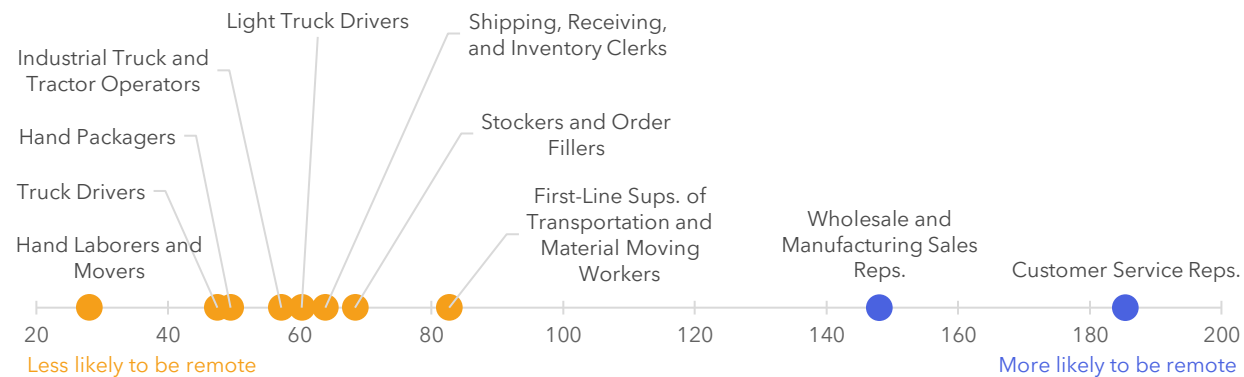 Light Truck Drivers
Shipping, Receiving,
and Inventory Clerks
Industrial Truck and
Tractor Operators
Hand Packagers
Stockers and Order
Fillers
Truck Drivers
First-Line Sups. of
Transportation and
Material Moving
Workers
Hand Laborers and
Movers
Wholesale and
Manufacturing Sales
Reps.
Customer Service Reps.
20 40 60 80 100 120 140 160 180 200
Less likely to be remote
More likely to be remote